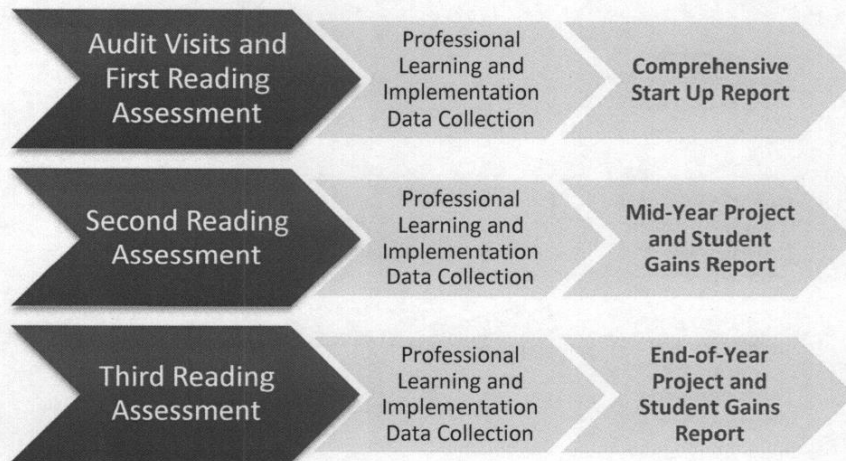 Audit Visits and
First Reading
Assessment
Professional
Learning and
Implementation
Data Collection
Comprehensive
Start Up Report
Second Reading
Assessment
Professional
Learning and
Implementation
Data Collection
Mid-Year Project
and Student
Gains Report
Third Reading
Assessment
Professional
Learning and
Implementation
Data Collection
End-of-Year
Project and
Student Gains
Report